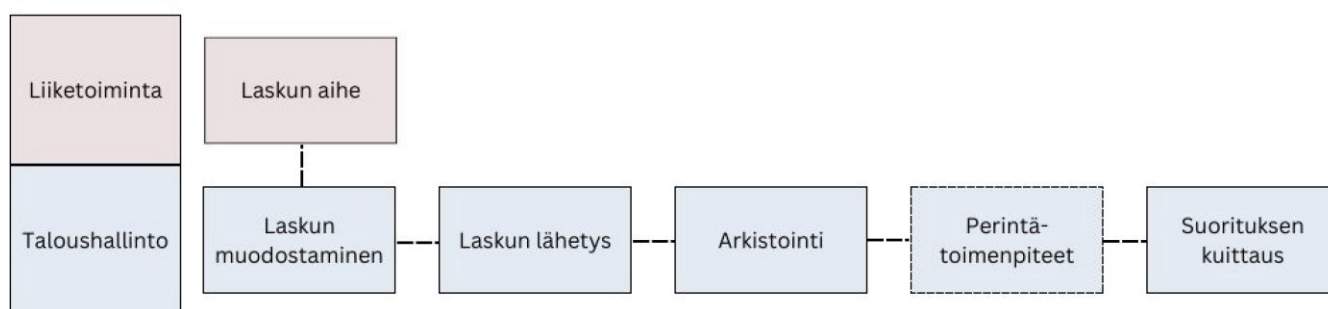 Liiketoiminta
Laskun aihe
Taloushallinto
Laskun
muodostaminen
Laskun lähetys
Arkistointi
Perintä-
toimenpiteet
Suorituksen
kuittaus